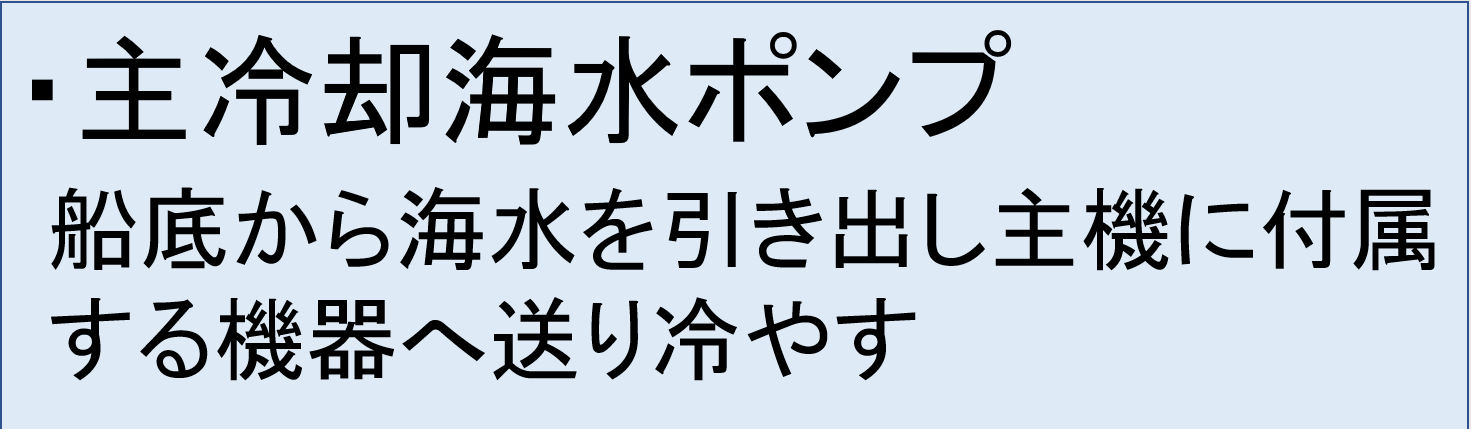 ・主冷却海水ポンプ
船底から海水を引き出し主機に付属
する機器へ送り冷やす